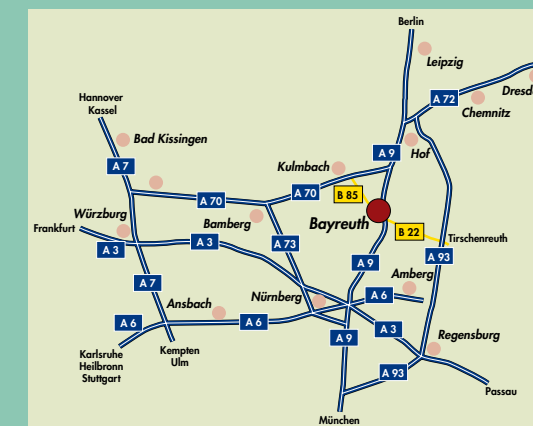 Berlin
Leipzig
Dresd
A 72
Chemnitz
Hannover
Kassel
Bad Kissingen
Hof
A 9
A 7
Kulmbach
A 70
A 70
B 85
Würzburg
Bamberg
Bayreuth
Frankfurt
B 22
Tirschenreuth
A 3
A 3
A 73
A 93
A 9
Amberg
A 7
Nürnberg
A 6
Ansbach
A 6
A 6
A 3
Regensburg
A 9
Karlsruhe
Heilbronn
Stuttgart
Kempten
Ulm
A 93
Passau
München